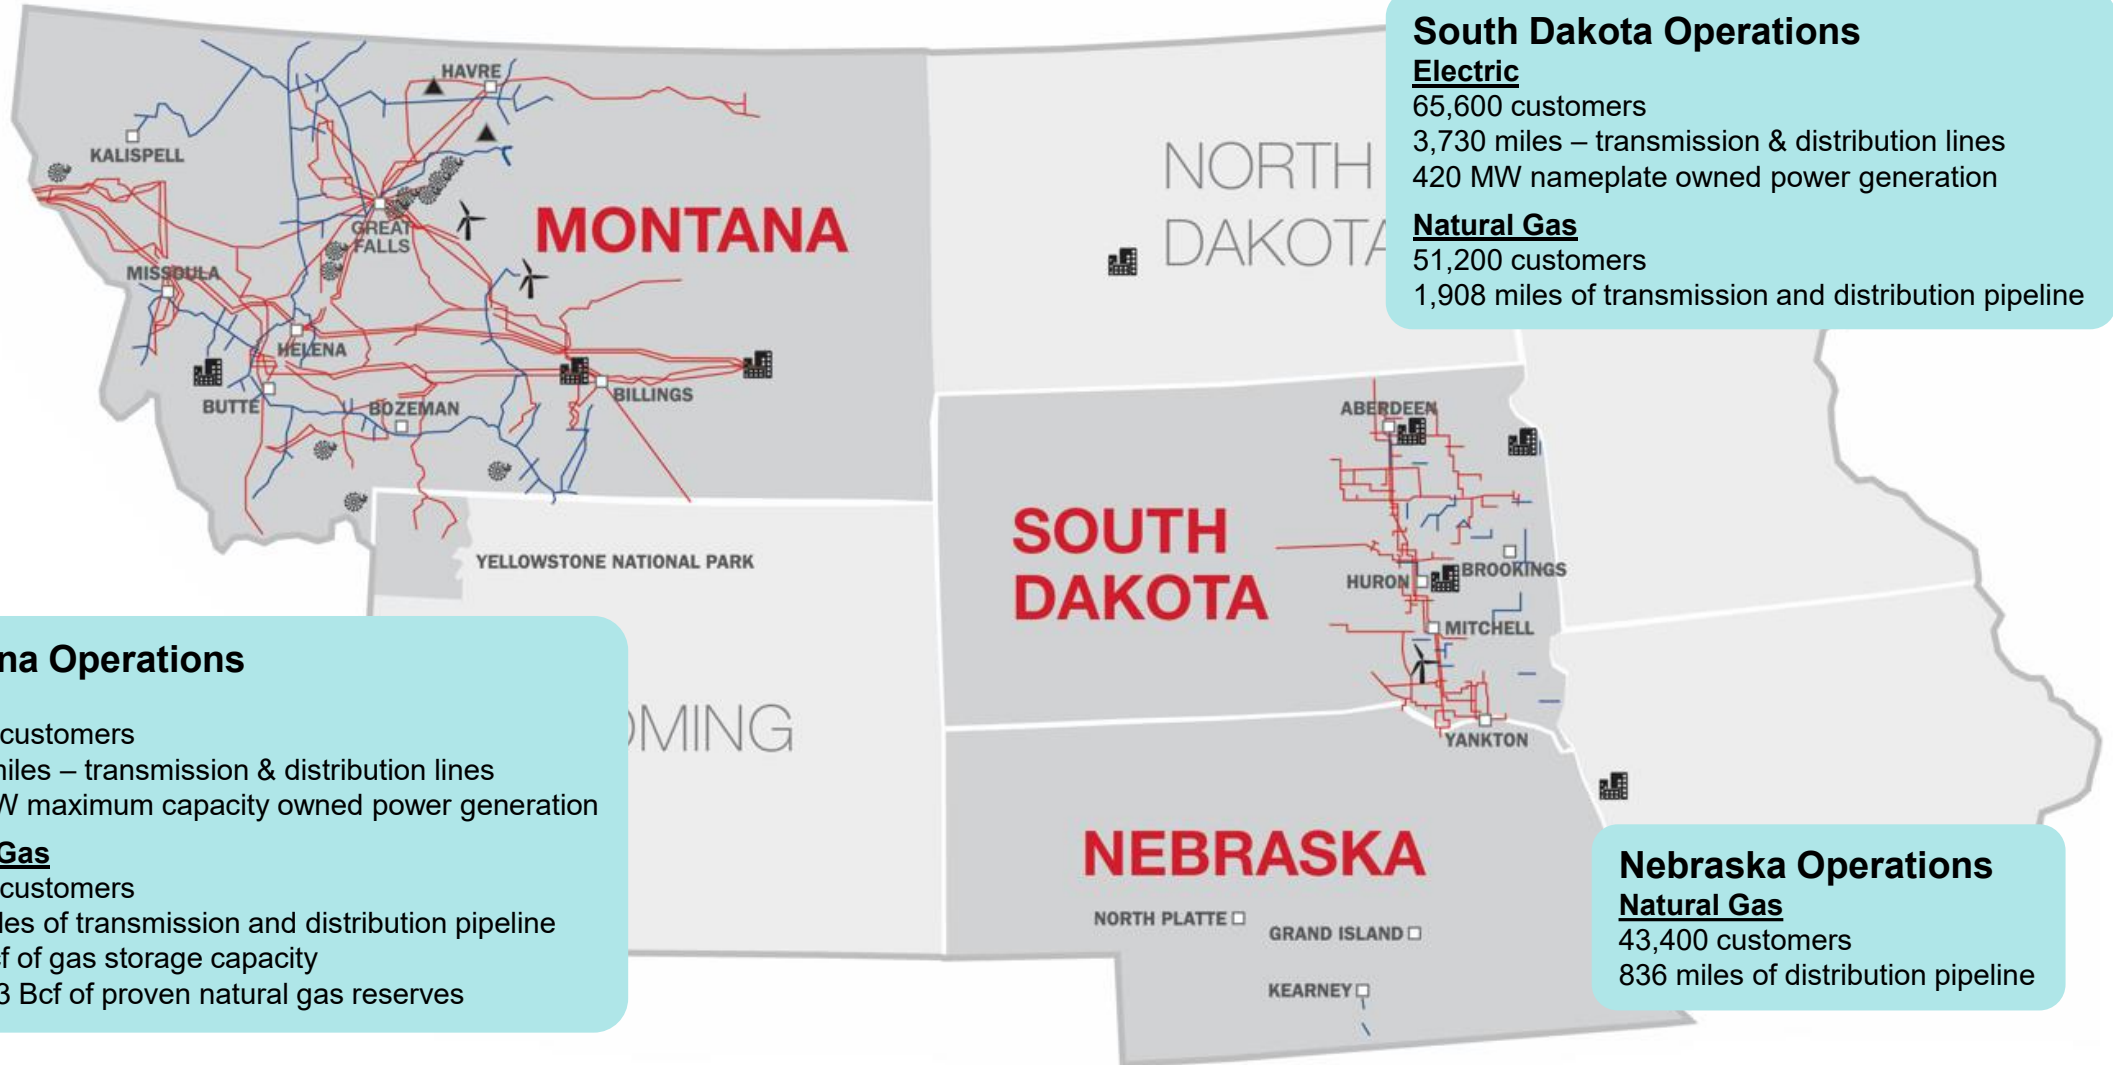 South Dakota Operations
Electric
65,600 customers
3,730 miles – transmission & distribution lines
420 MW nameplate owned power generation
Natural Gas
51,200 customers
1,908 miles of transmission and distribution pipeline
NORTH
DAKOTA
HAVRE
KALISPELL
MONTANA
GREAT
FALLS
MISSOULA
HELENA
BUTTE
BOZEMAN
BILLINGS
YELLOWSTONE NATIONAL PARK
ABERDEEN
SOUTH
DAKOTA
HURON
BROOKINGS
MITCHELL
YANKTON
Operations
customers
miles – transmission & distribution lines
maximum capacity owned power generation
Gas
customers
of transmission and distribution pipeline
of gas storage capacity
Bcf of proven natural gas reserves
OMING
NEBRASKA
NORTH PLATTE
GRAND ISLAND
KEARNEY
Nebraska Operations
Natural Gas
43,400 customers
836 miles of distribution pipeline